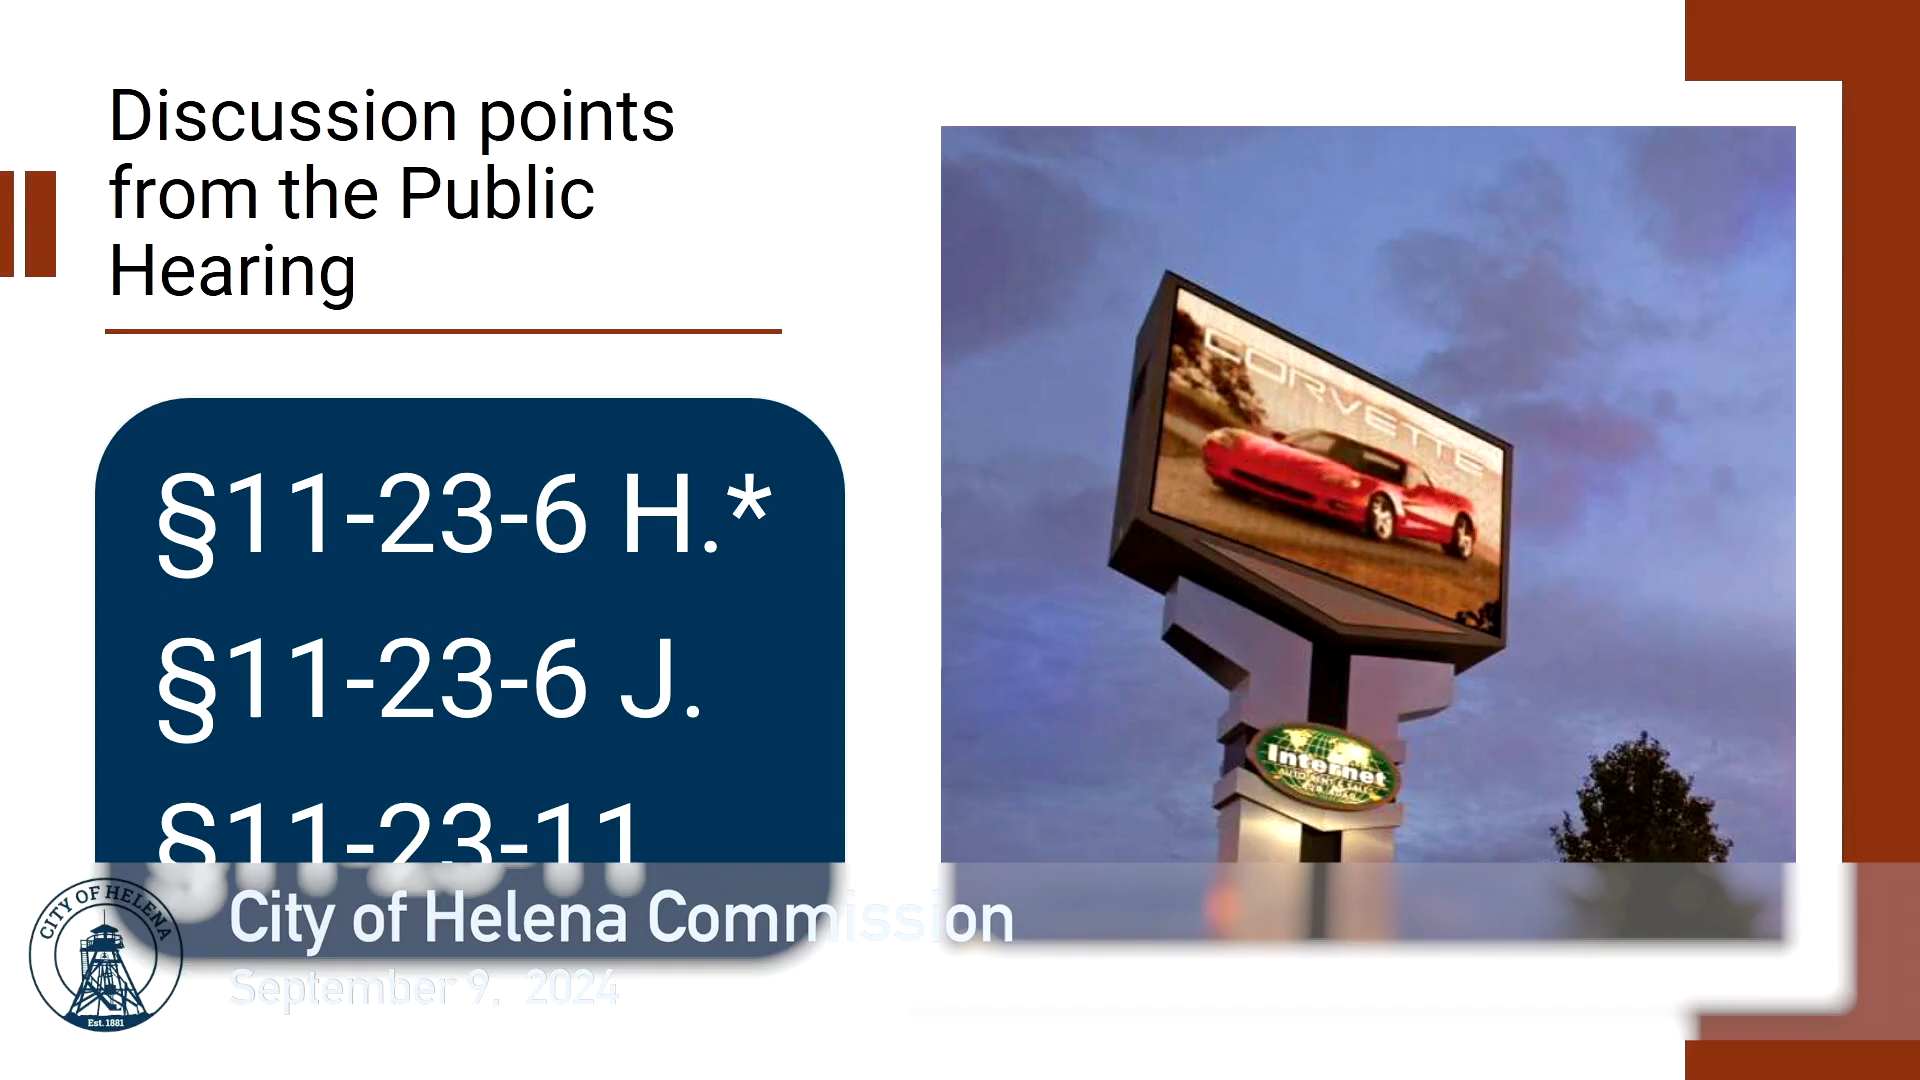 Discussion points
from the Public
Hearing
§11-23-6 H.*
§11-23-6 J.
§11-23-11
CORVETTE
Internet
CITY OF HELENA
Est. 1881
City of Helena Commission
September 9, 2024